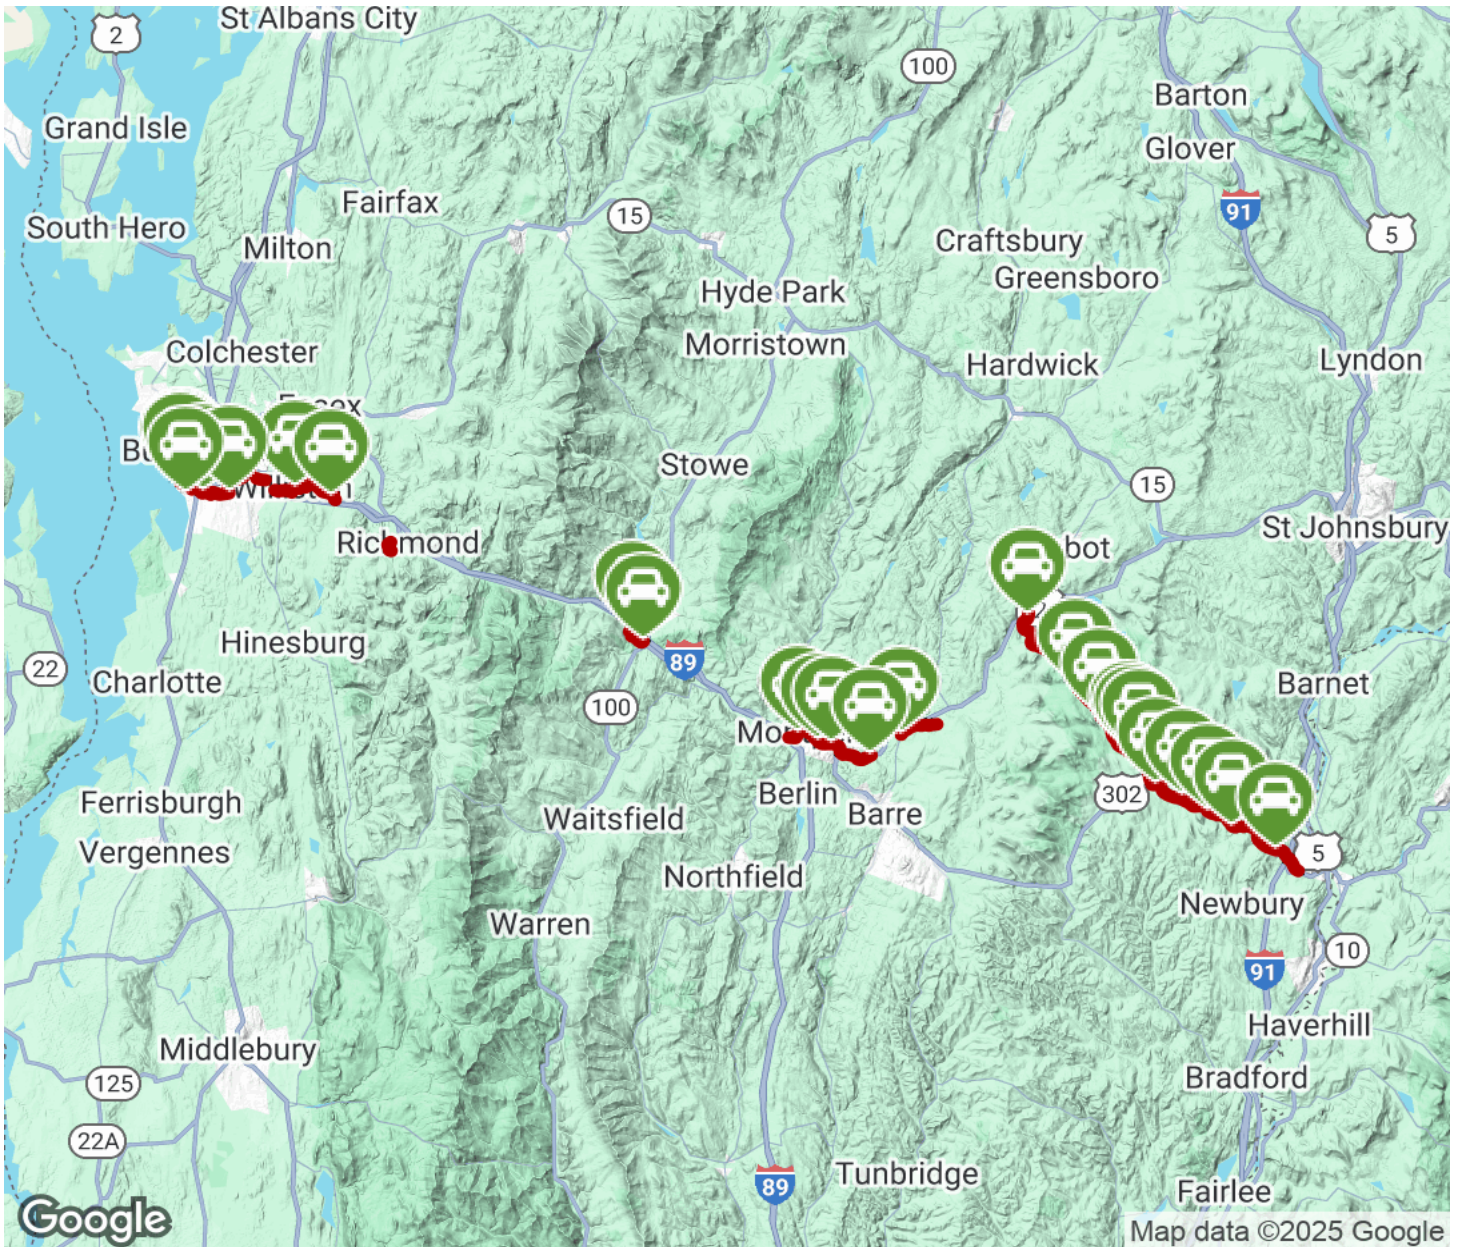 St Albans City
2
100
Barton
Grand Isle
Glover
Fairfax
15
91
South Hero
Milton
Craftsbury
5
Greensboro
Hyde Park
Morristown
Colchester
Hardwick
Lyndon
Essex
Stowe
15
St Johnsbury
Richmond
bot
Hinesburg
89
22
Charlotte
Barnet
100
Berlin
302
Ferrisburgh
Waitsfield
Barre
Vergennes
5
Northfield
Newbury
Warren
10
91
Haverhill
Middlebury
Bradford
125
22A
Tunbridge
89
Fairlee
Google
Map data ©2025 Google